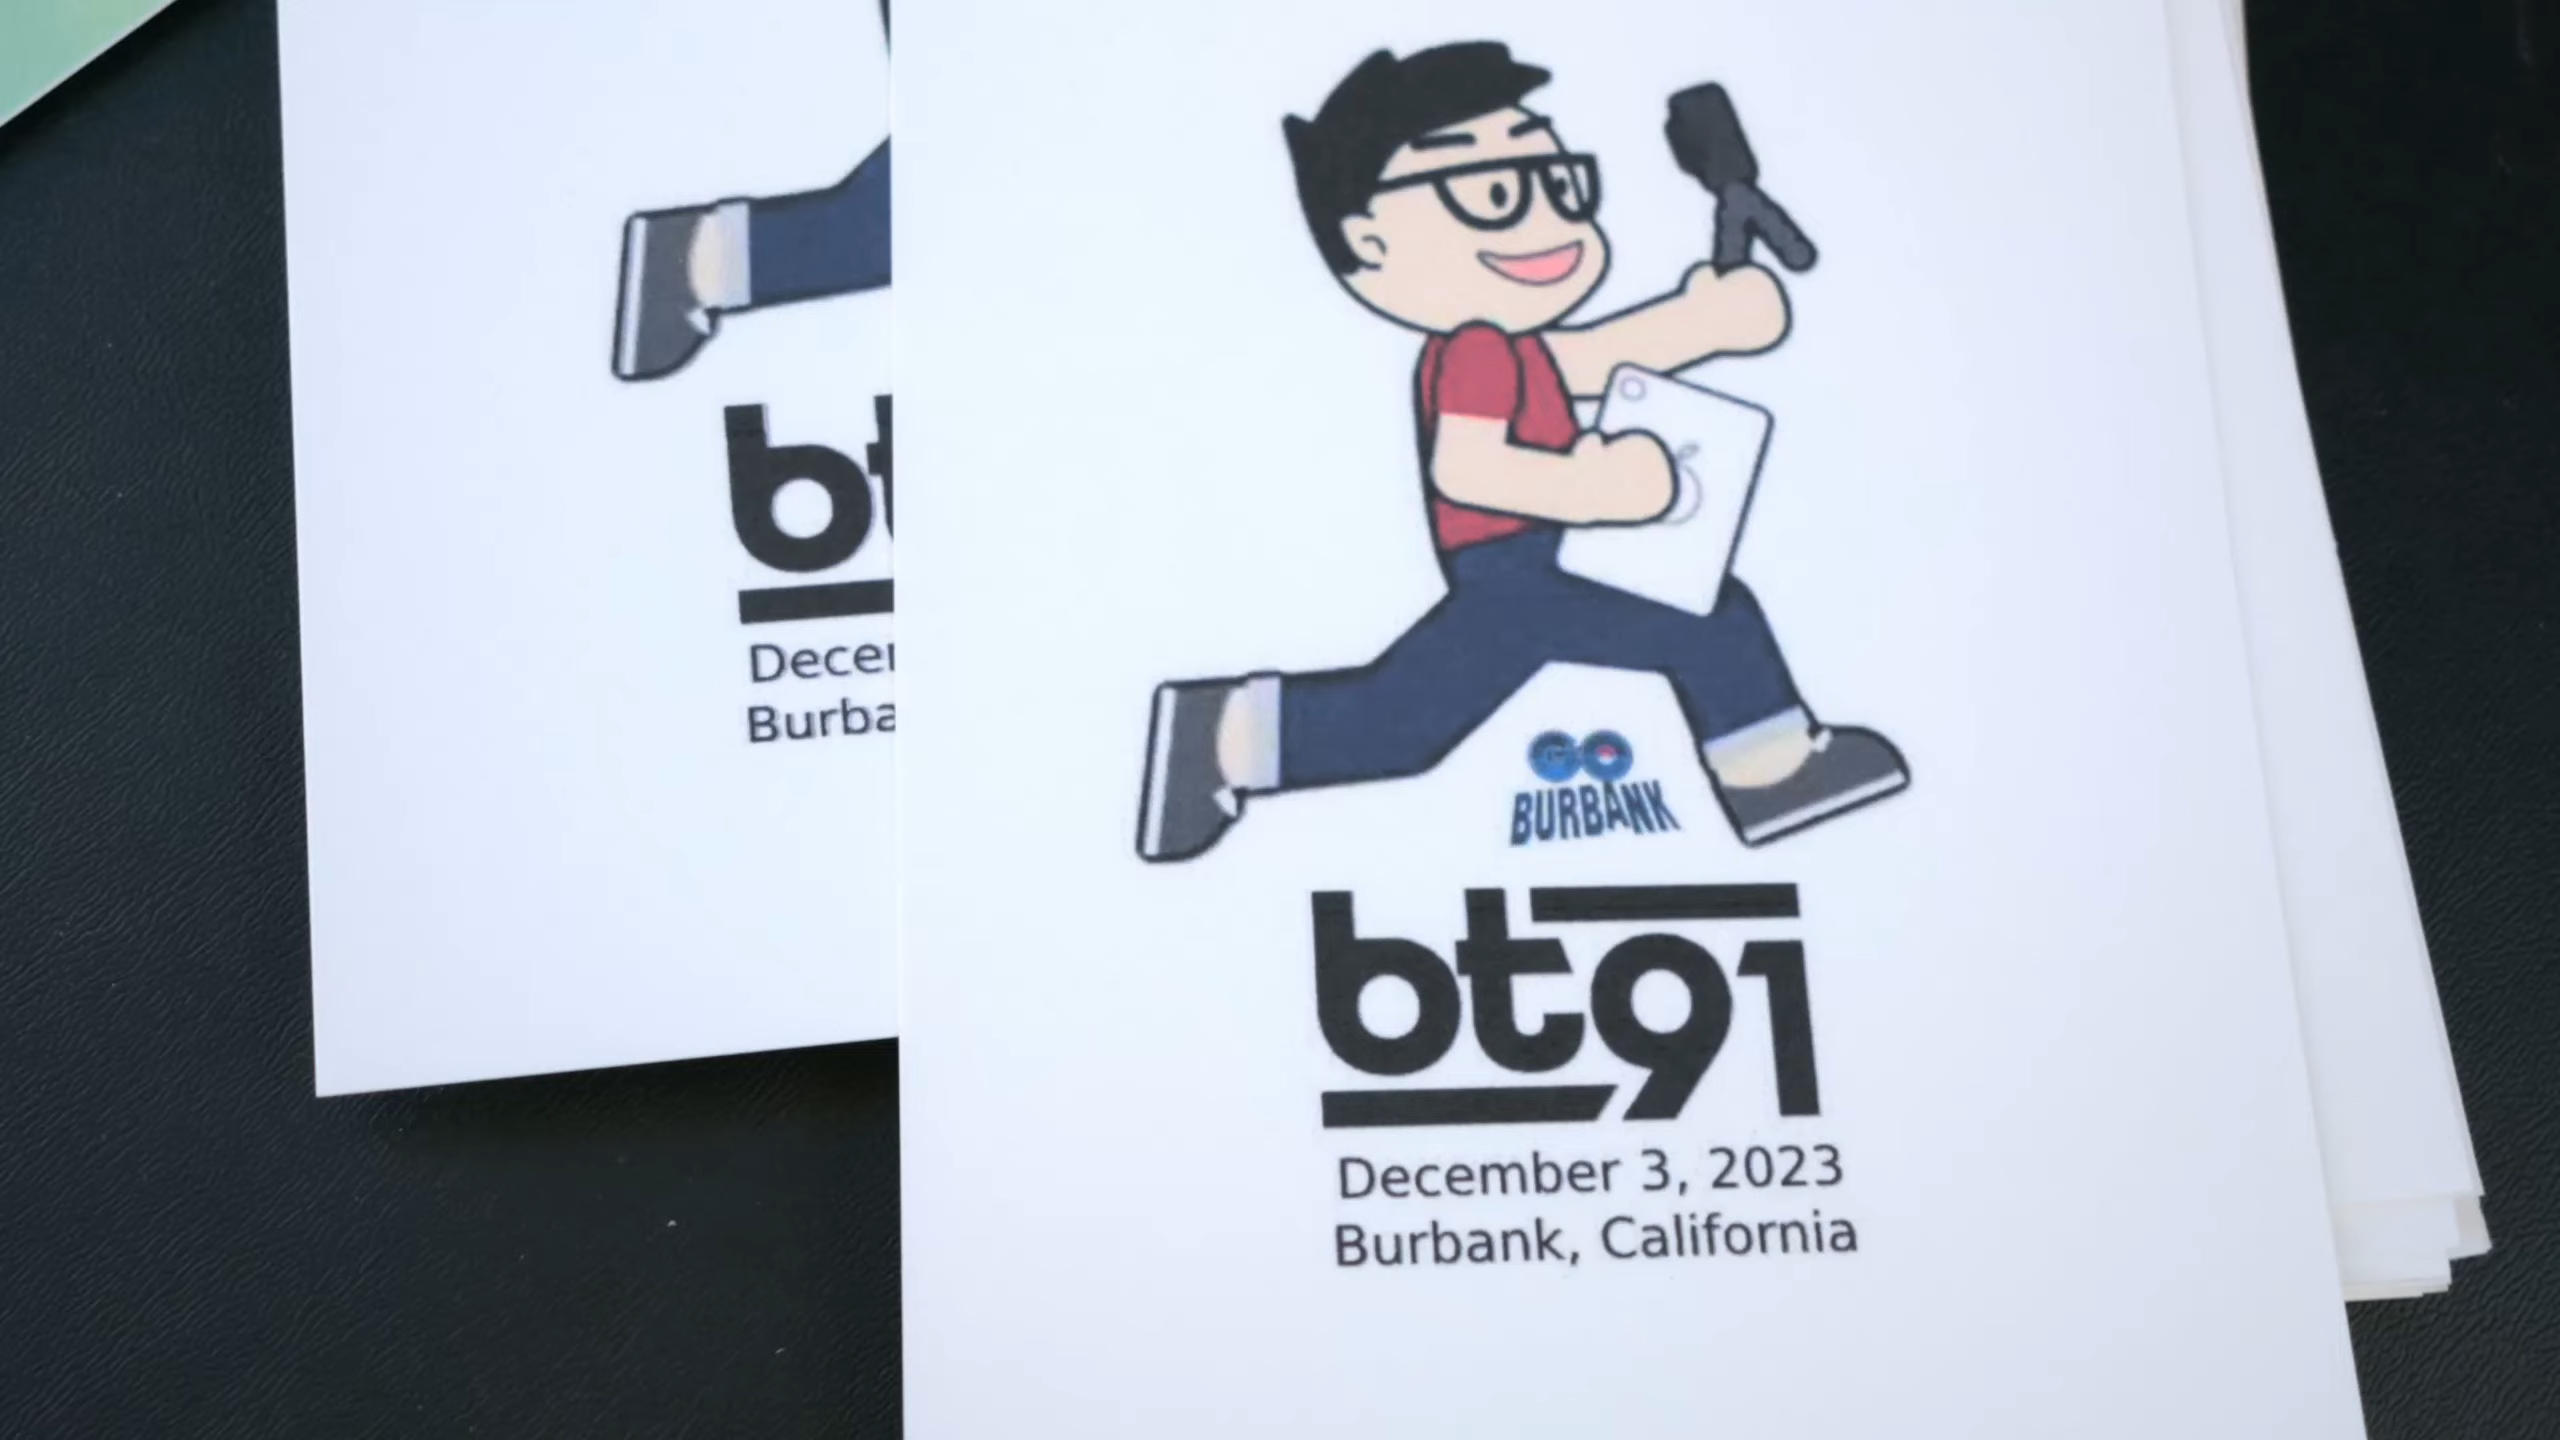 bt
Decem
Burba
GO
BURBANK
bt91
December 3, 2023
Burbank, California